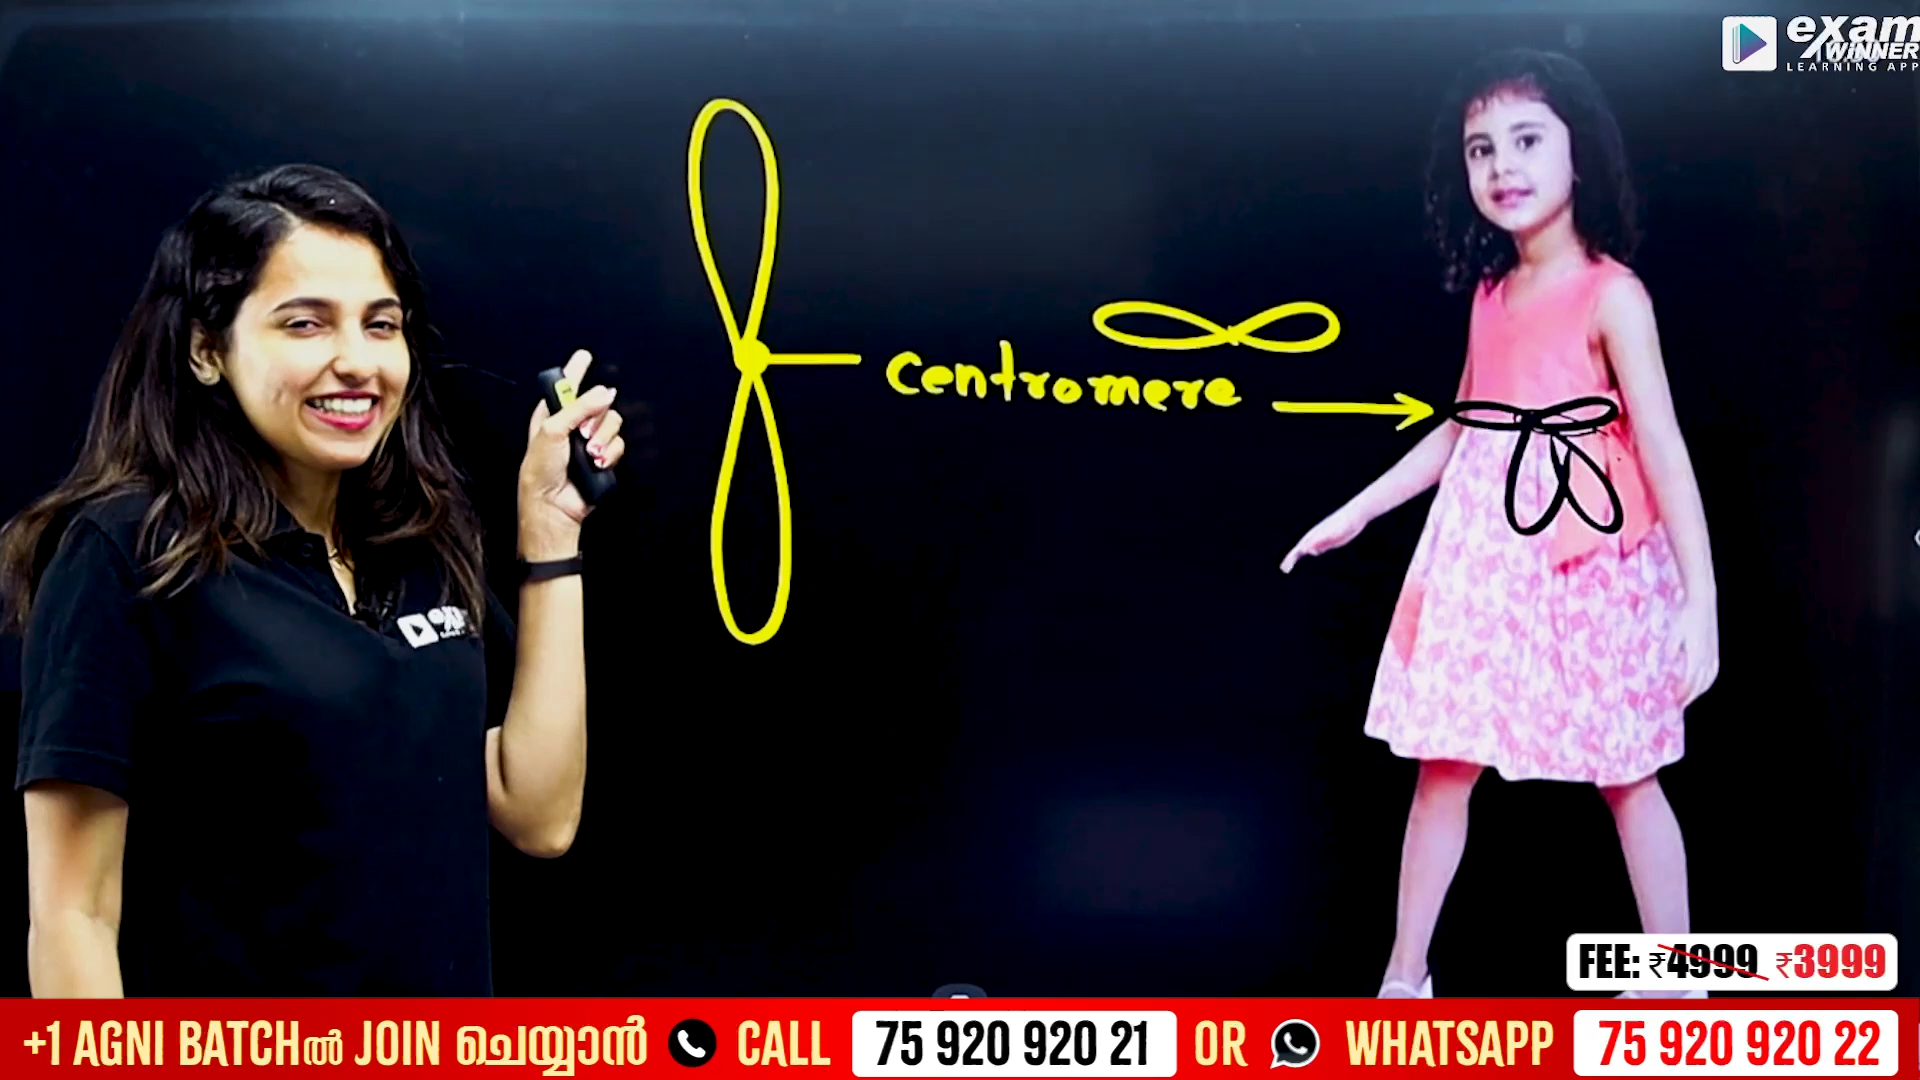 exam
WiNNER
LEARNING APP
centromere
FEE: ₹4999 ₹3999
+1 AGNI BATCHൽ JOIN ചെയ്യാൻ CALL 75 920 920 21 OR WHATSAPP 75 920 920 22